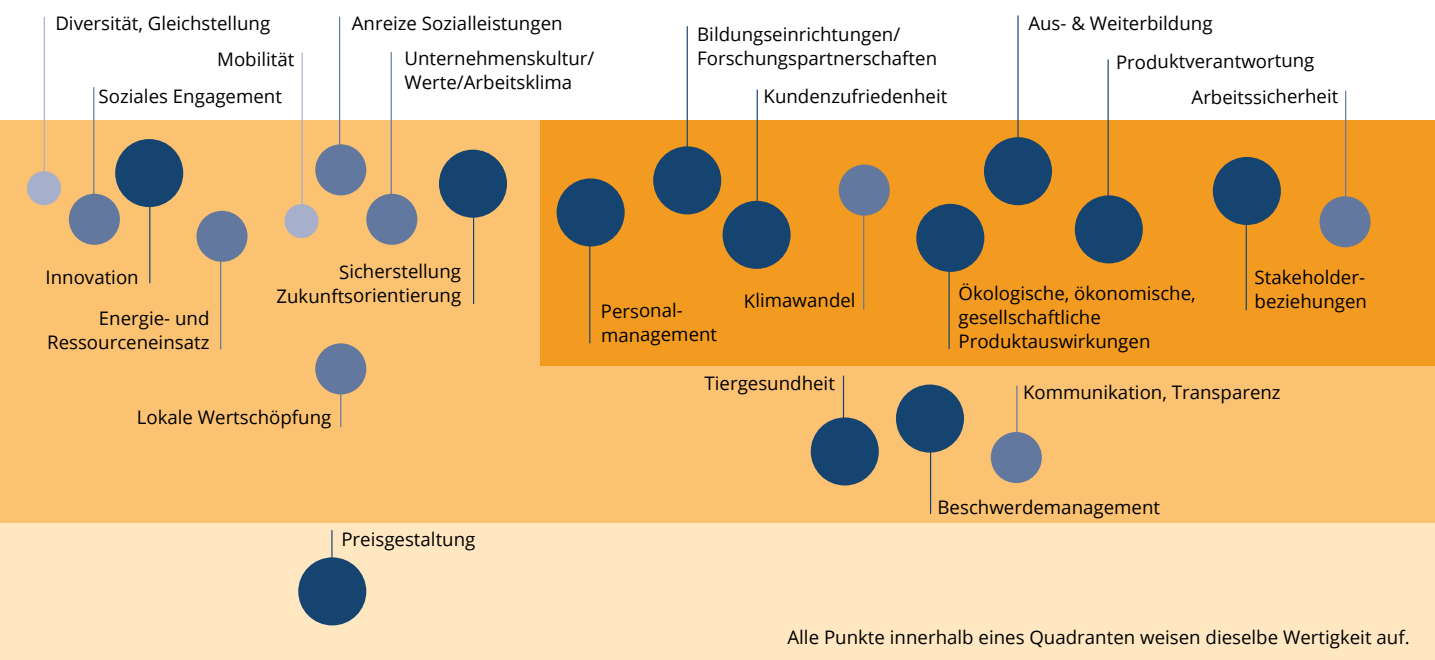 Diversität, Gleichstellung
Mobilität
Soziales Engagement
Anreize Sozialleistungen
Unternehmenskultur/
Werte/Arbeitsklima
Bildungseinrichtungen/
Forschungspartnerschaften
Kundenzufriedenheit
Aus- & Weiterbildung
Produktverantwortung
Arbeitssicherheit
Innovation
Energie- und
Ressourceneinsatz
Sicherstellung
Zukunftsorientierung
Lokale Wertschöpfung
Personal-
management
Klimawandel
Ökologische, ökonomische,
gesellschaftliche
Produktauswirkungen
Stakeholder-
beziehungen
Tiergesundheit
Kommunikation, Transparenz
Beschwerdemanagement
Preisgestaltung
Alle Punkte innerhalb eines Quadranten weisen dieselbe Wertigkeit auf.